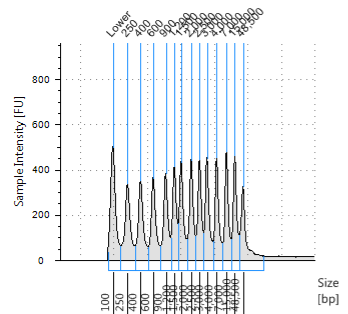 Lower 250 400 600 900 1,200 1,500 2,000 2,500 3,000 4,000 7,000 15,000 48,500
Sample Intensity [FU]
800
600
400
200
0
100 250 400 600 900 1,200 1,500 2,000 2,500 3,000 4,000 7,000 15,000 48,500
Size
[bp]